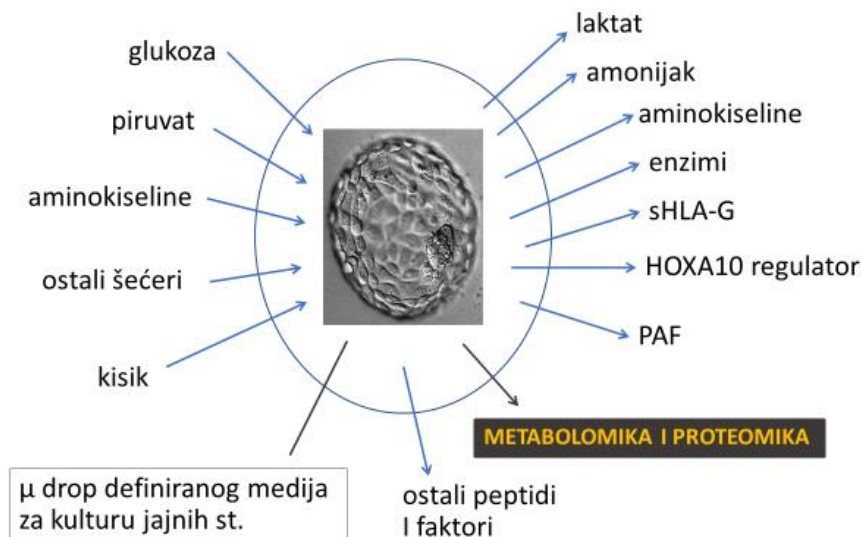 glukoza
piruvat
aminokiseline
ostali šećeri
kisik
laktat
amonijak
aminokiseline
enzimi
sHLA-G
HOXA10 regulator
PAF
METABOLOMIKA I PROTEOMIKA
µ drop definiranog medija
za kulturu jajnih st.
ostali peptidi
I faktori